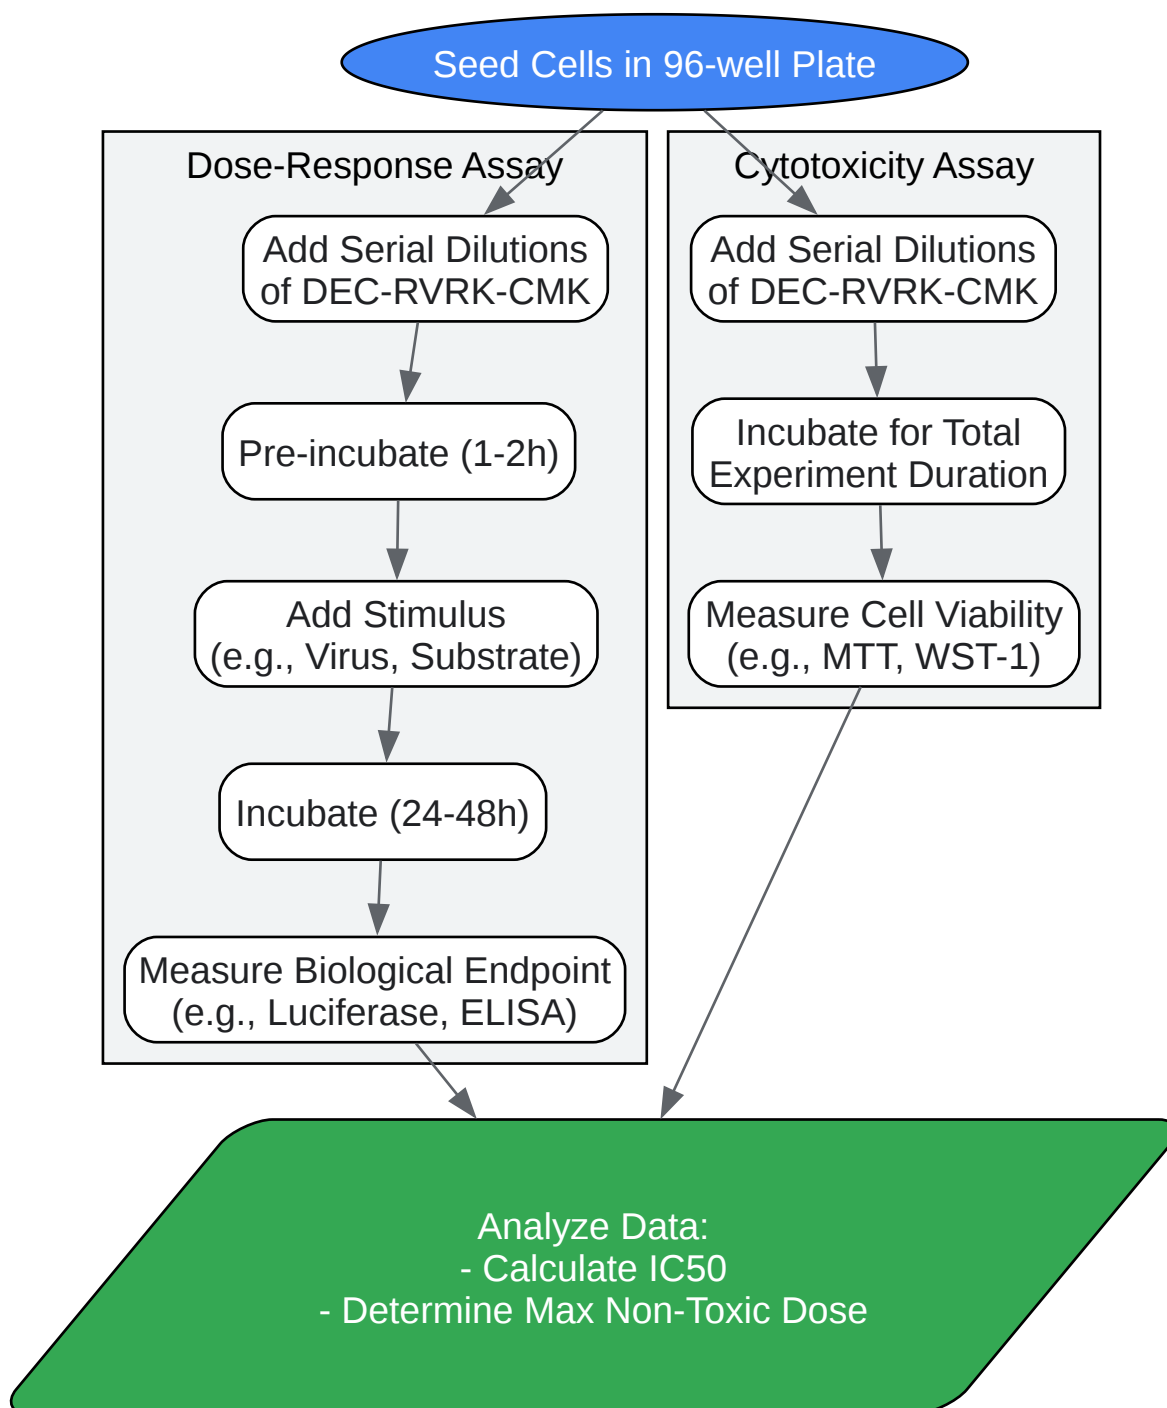 Seed Cells in 96-well Plate
Dose-Response Assay
Add Serial Dilutions
of DEC-RVRK-CMK
Pre-incubate (1-2h)
Add Stimulus
(e.g., Virus, Substrate)
Incubate (24-48h)
Measure Biological Endpoint
(e.g., Luciferase, ELISA)
Cytotoxicity Assay
Add Serial Dilutions
of DEC-RVRK-CMK
Incubate for Total
Experiment Duration
Measure Cell Viability
(e.g., MTT, WST-1)
Analyze Data:
- Calculate IC50
- Determine Max Non-Toxic Dose